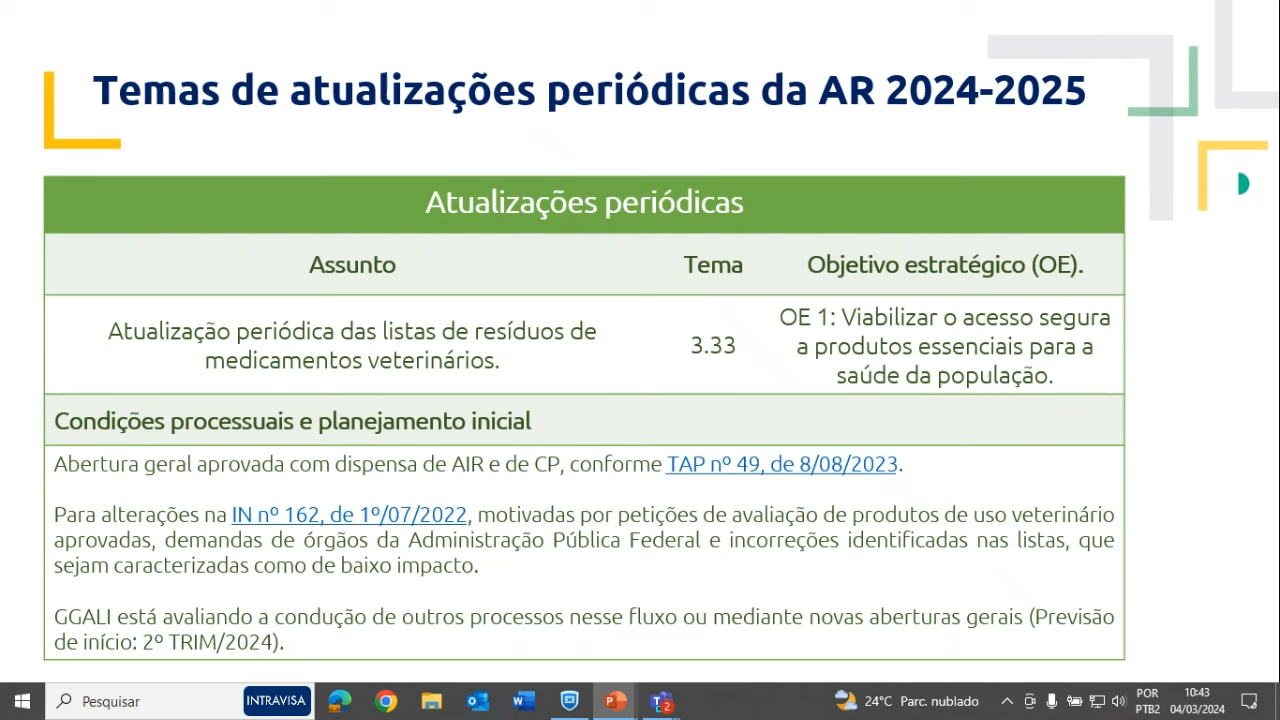 Temas de atualizações periódicas da AR 2024-2025
Atualizações periódicas
Assunto
Tema
Objetivo estratégico (OE).
Atualização periódica das listas de resíduos de
medicamentos veterinários.
3.33
OE 1: Viabilizar o acesso segura
a produtos essenciais para a
saúde da população.
Condições processuais e planejamento inicial
Abertura geral aprovada com dispensa de AIR e de CP, conforme TAP nº 49, de 8/08/2023.
Para alterações na IN nº 162, de 1º/07/2022, motivadas por petições de avaliação de produtos de uso veterinário
aprovadas, demandas de órgãos da Administração Pública Federal e incorreções identificadas nas listas, que
sejam caracterizadas como de baixo impacto.
GGALI está avaliando a condução de outros processos nesse fluxo ou mediante novas aberturas gerais (Previsão
de início: 2º TRIM/2024).
Pesquisar
INTRAVISA
2
24°C Parc. nublado
POR
PTB2
10:43
04/03/2024